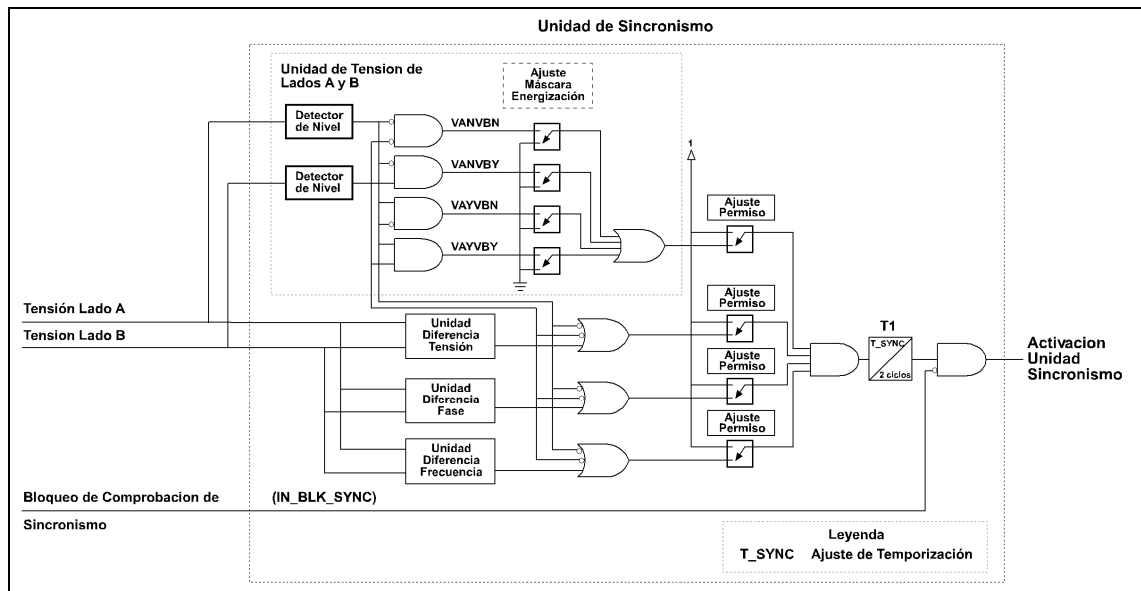 Unidad de Sincronismo
Unidad de Tension de
Lados A y B
Ajuste
Máscara
Energización
Detector
de Nivel
VANVBN
Detector
de Nivel
VANVBY
VAYVBN
VAYVBY
1
Ajuste
Permiso
Tensión Lado A
Tension Lado B
Unidad
Diferencia
Tensión
Ajuste
Permiso
T1
T_SYNC
2 ciclos
Activacion
Unidad
Sincronismo
Unidad
Diferencia
Fase
Ajuste
Permiso
Unidad
Diferencia
Frecuencia
Ajuste
Permiso
Bloqueo de Comprobacion de (IN_BLK_SYNC)
Sincronismo
Leyenda
T_SYNC Ajuste de Temporización